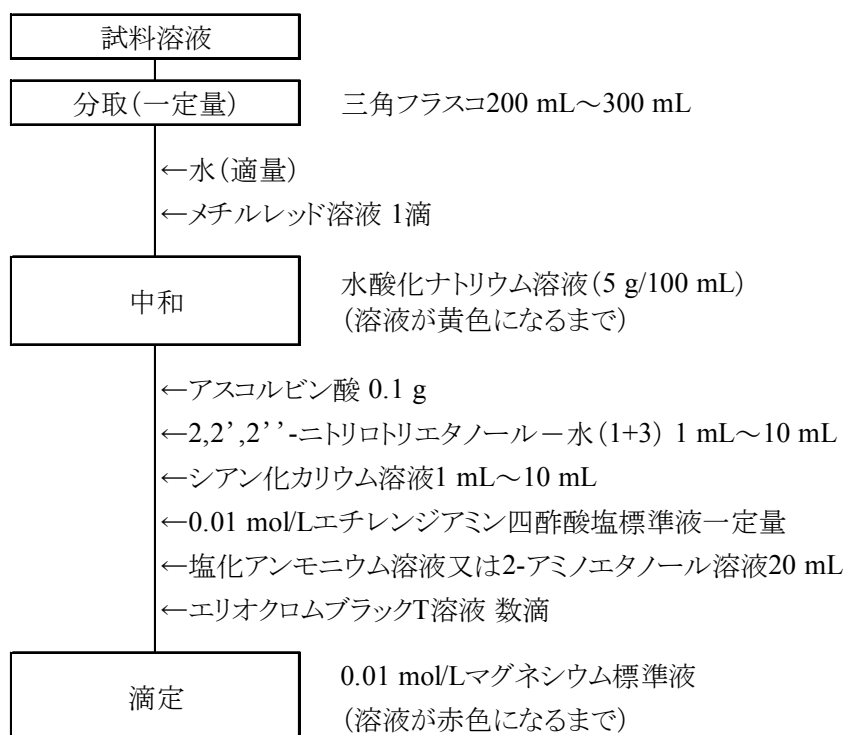 試料溶液
分取(一定量) 三角フラスコ200 mL~300 mL
←水(適量)
←メチルレッド溶液 1滴
中和
水酸化ナトリウム溶液(5 g/100 mL)
(溶液が黄色になるまで)
←アスコルビン酸 0.1 g
←2,2’,2’’-ニトリロトリエタノール-水(1+3) 1 mL~10 mL
←シアン化カリウム溶液1 mL~10 mL
←0.01 mol/Lエチレンジアミン四酢酸塩標準液一定量
←塩化アンモニウム溶液又は2-アミノエタノール溶液20 mL
←エリオクロムブラックT溶液 数滴
滴定
0.01 mol/Lマグネシウム標準液
(溶液が赤色になるまで)